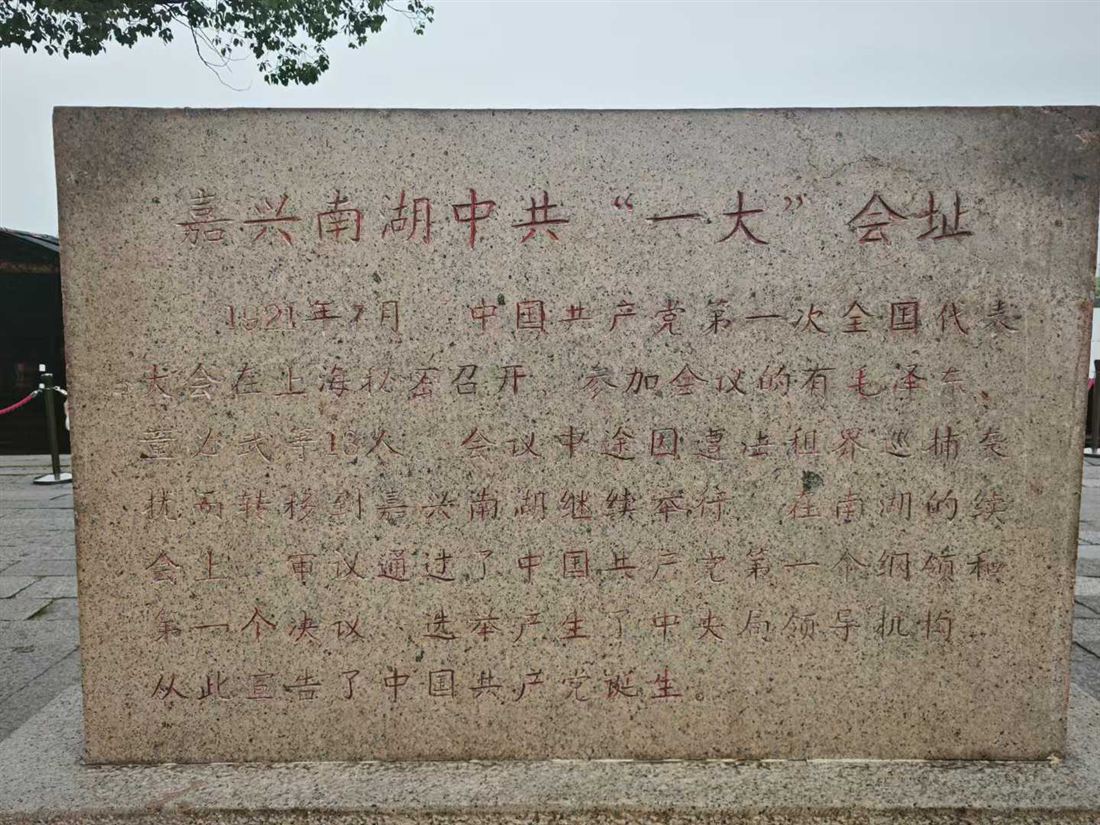 嘉兴南湖中共“一大”会址
1921年7月 中国共产党第一次全国代表
大会在上海秘密召开，参加会议的有毛泽东、
董必武等13人 会议中途因遭法租界巡捕袭
扰而转移到嘉兴南湖继续举行 在南湖的续
会上 审议通过了中国共产党第一个纲领和
第一个决议 选举产生了中央局领导机构
从此宣告了中国共产党诞生。